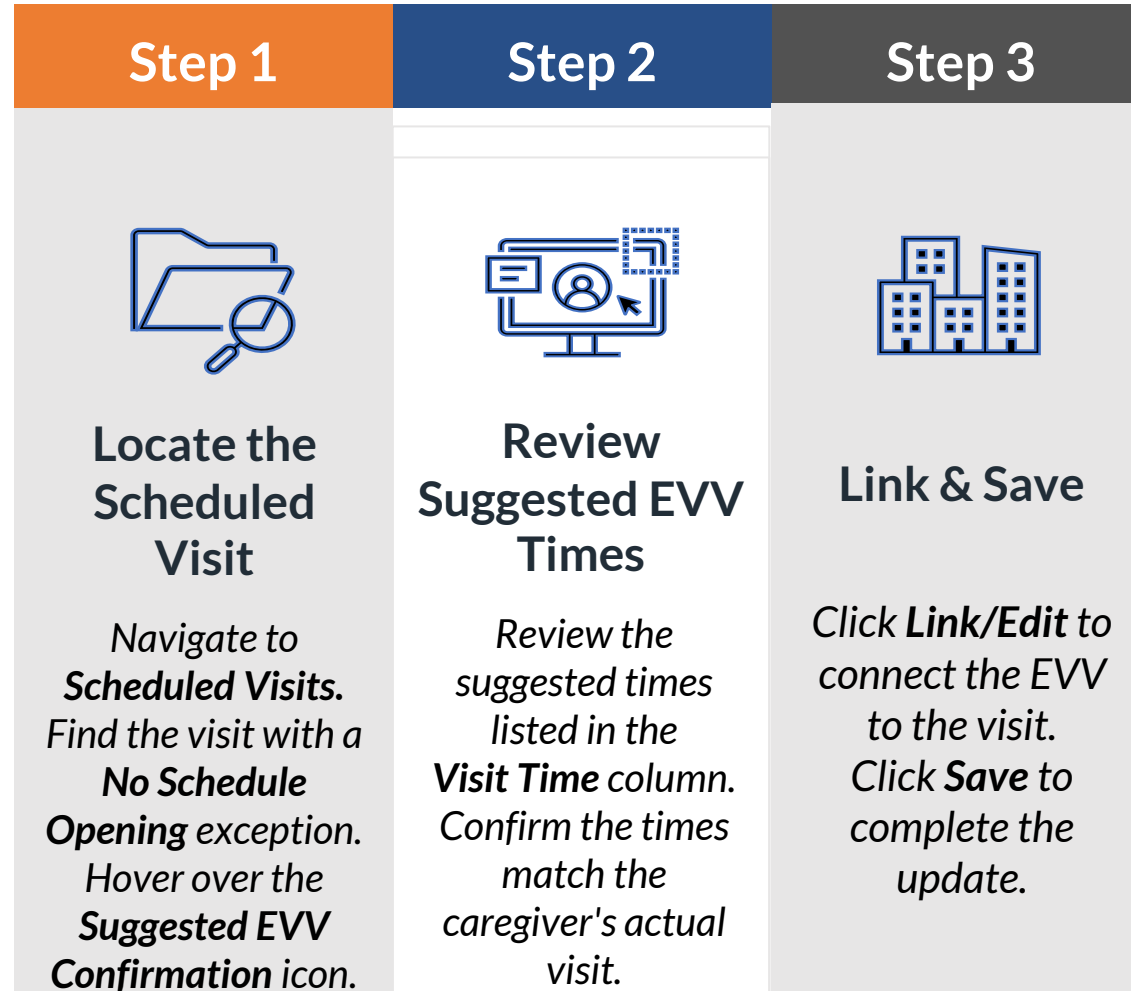 Step 1
Locate the
Scheduled
Visit
Navigate to
Scheduled Visits.
Find the visit with a
No Schedule
Opening exception.
Hover over the
Suggested EVV
Confirmation icon.
Step 2
Review
Suggested EVV
Times
Review the
suggested times
listed in the
Visit Time column.
Confirm the times
match the
caregiver's actual
visit.
Step 3
Link & Save
Click Link/Edit to
connect the EVV
to the visit.
Click Save to
complete the
update.